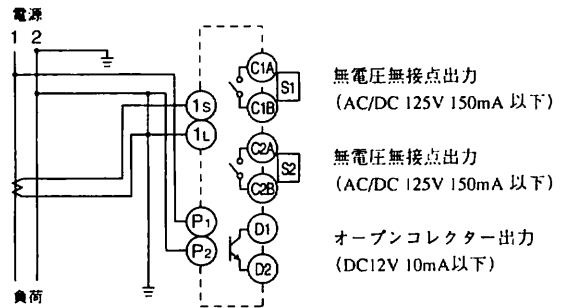 電源
1 2
C1A
S1
C1B
無電圧無接点出力
(AC/DC 125V 150mA 以下)
1S
1L
C2A
S2
C2B
無電圧無接点出力
(AC/DC 125V 150mA 以下)
P1
P2
D1
D2
オープンコレクター出力
(DC12V 10mA以下)
負荷